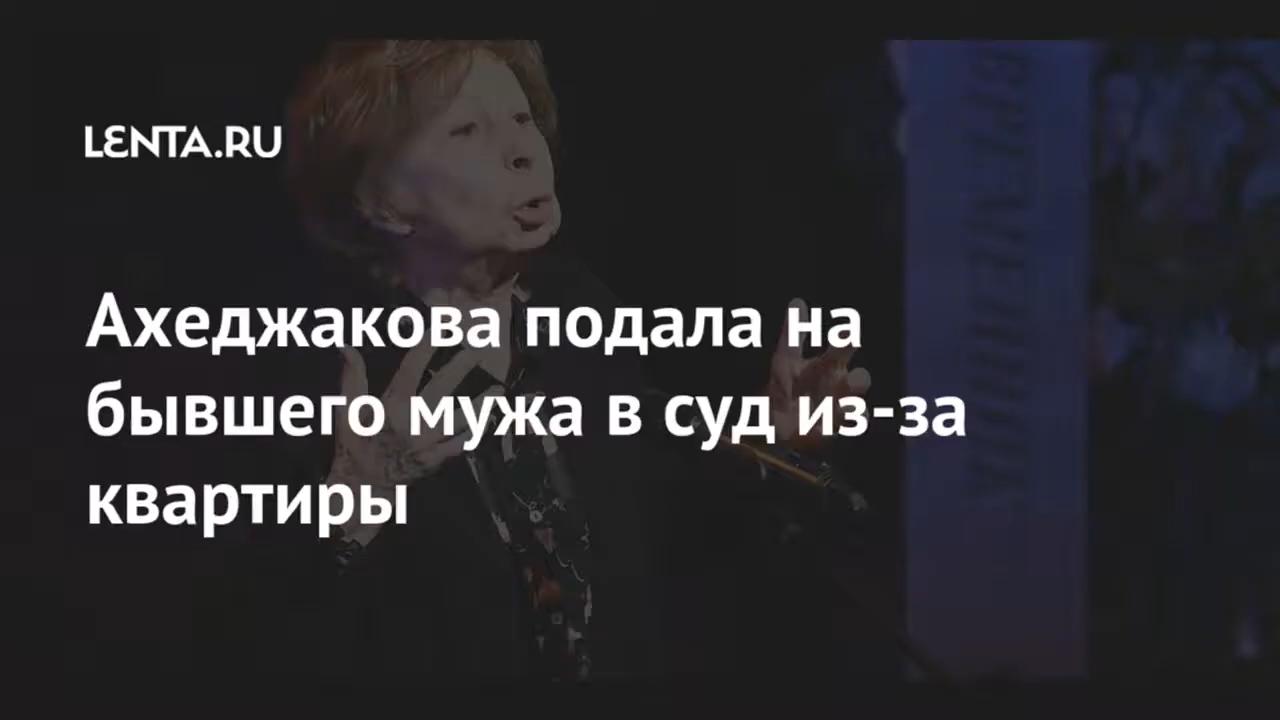 LENTA.RU
Ахеджакова подала на
бывшего мужа в суд из-за
квартиры